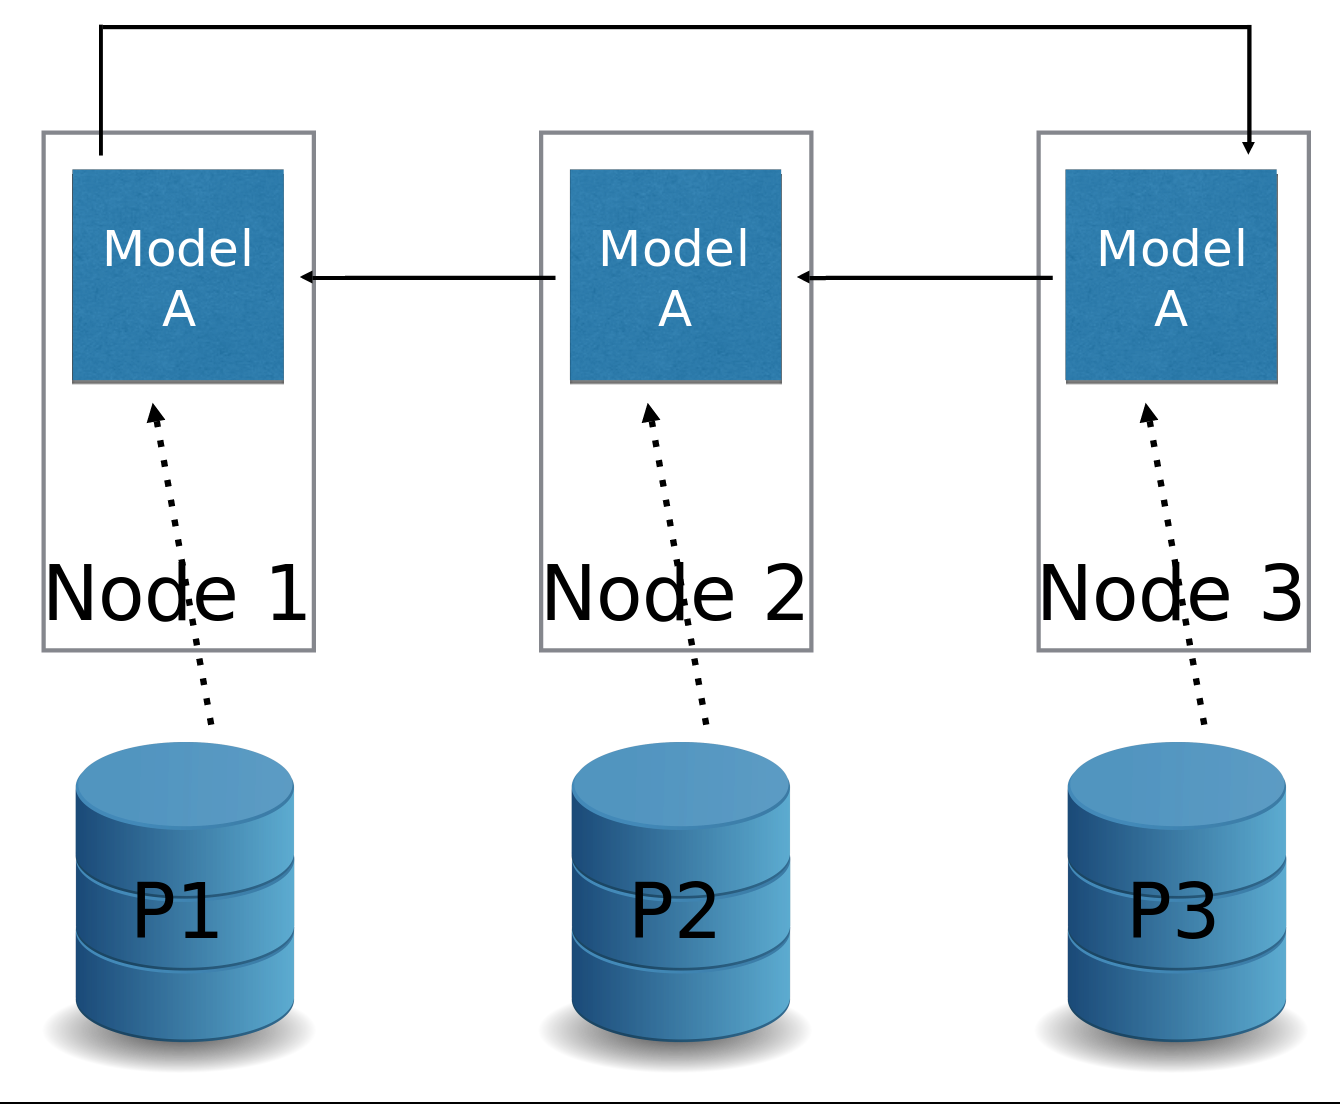 Model
A
Model
A
Model
A
Node 1
Node 2
Node 3
P1
P2
P3